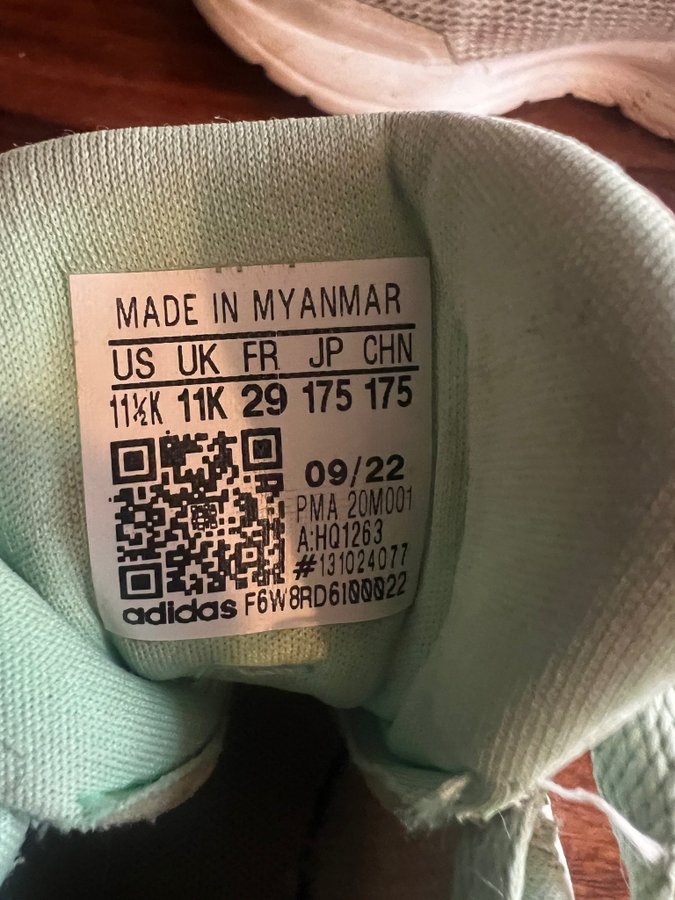 MADE IN MYANMAR
US UK FR JP CHN
11½K 11K 29 175 175
09/22
PMA 20M001
A:HQ1263
#131024077
adidas F6W8RD6I00022